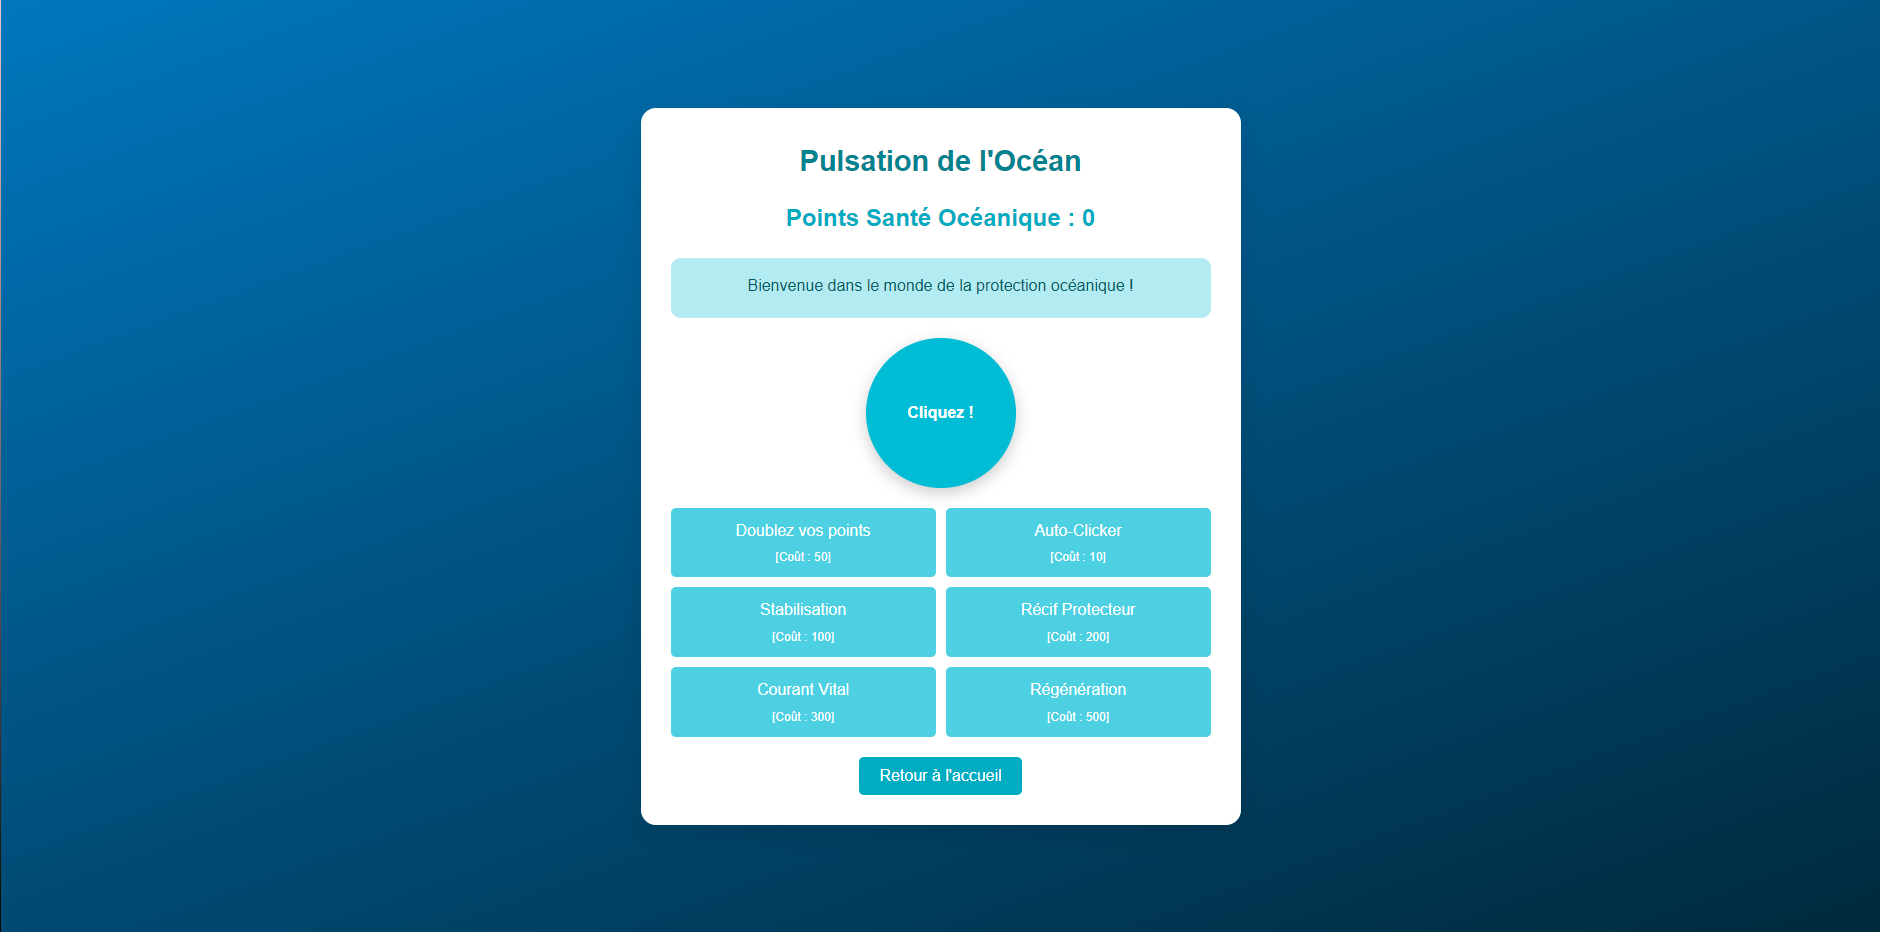 Pulsation de l'Océan
Points Santé Océanique : 0
Bienvenue dans le monde de la protection océanique !
Cliquez !
Doublez vos points
[Coût : 50]
Auto-Clicker
[Coût : 10]
Stabilisation
[Coût : 100]
Récif Protecteur
[Coût : 200]
Courant Vital
[Coût : 300]
Régénération
[Coût : 500]
Retour à l'accueil